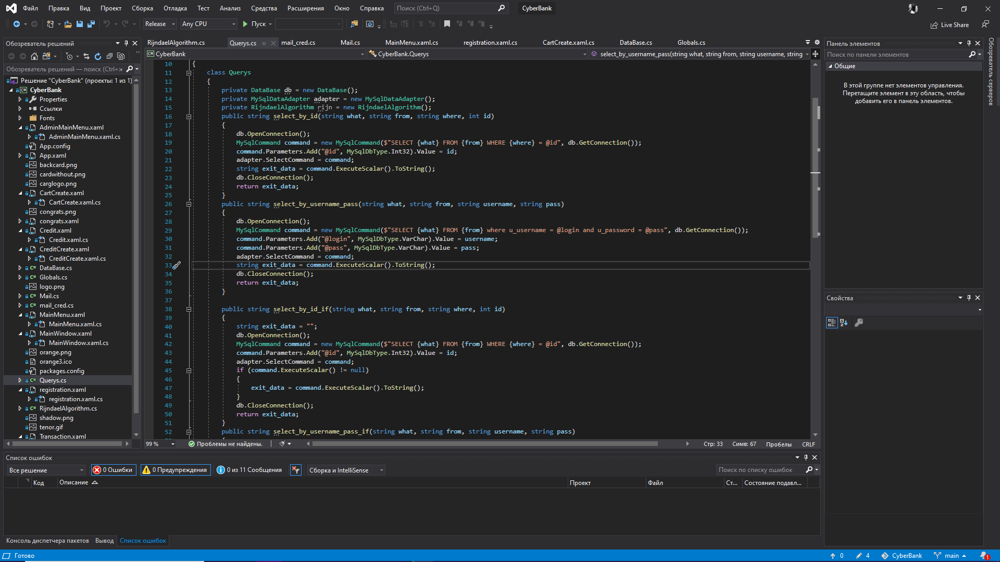 Файл Правка Вид Проект Сборка Отладка Тест Анализ Средства Расширения Окно Справка Поиск (Ctrl+Q) CyberBank
Release Any CPU Пуск Live Share
Обозреватель решений
Обозреватель решений — поиск (Ctrl+ж)
Решение "CyberBank" (проекты: 1 из 1)
CyberBank
Properties
Ссылки
Fonts
AdminMainMenu.xaml
AdminMainMenu.xaml.cs
App.config
App.xaml
backcard.png
cardwithout.png
carglogo.png
CartCreate.xaml
CartCreate.xaml.cs
congrats.png
congrats.xaml
Credit.xaml
Credit.xaml.cs
CreditCreate.xaml
CreditCreate.xaml.cs
DataBase.cs
Globals.cs
logo.png
Mail.cs
mail_cred.cs
MainMenu.xaml
MainMenu.xaml.cs
MainWindow.xaml
MainWindow.xaml.cs
orange.png
orange3.ico
packages.config
Querys.cs
registration.xaml
registration.xaml.cs
RijndaelAlgorithm.cs
shadow.png
tenor.gif
Transaction.xaml
RijndaelAlgorithm.cs Querys.cs mail_cred.cs Mail.cs MainMenu.xaml.cs registration.xaml.cs CartCreate.xaml.cs DataBase.cs Globals.cs
CyberBank CyberBank.Querys select_by_username_pass(string what, string from, string username, string
10 {
11 class Querys
12 {
13 private DataBase db = new DataBase();
14 private MySqlDataAdapter adapter = new MySqlDataAdapter();
15 private RijndaelAlgorithm rijn = new RijndaelAlgorithm();
16 public string select_by_id(string what, string from, string where, int id)
17 {
18 db.OpenConnection();
19 MySqlCommand command = new MySqlCommand($"SELECT {what} FROM {from} WHERE {where} = @id", db.GetConnection());
20 command.Parameters.Add("@id", MySqlDbType.Int32).Value = id;
21 adapter.SelectCommand = command;
22 string exit_data = command.ExecuteScalar().ToString();
23 db.CloseConnection();
24 return exit_data;
25 }
26 public string select_by_username_pass(string what, string from, string username, string pass)
27 {
28 db.OpenConnection();
29 MySqlCommand command = new MySqlCommand($"SELECT {what} FROM {from} where u_username = @login and u_password = @pass", db.GetConnection());
30 command.Parameters.Add("@login", MySqlDbType.VarChar).Value = username;
31 command.Parameters.Add("@pass", MySqlDbType.VarChar).Value = pass;
32 adapter.SelectCommand = command;
33 string exit_data = command.ExecuteScalar().ToString();
34 db.CloseConnection();
35 return exit_data;
36 }
37
38 public string select_by_id_if(string what, string from, string where, int id)
39 {
40 string exit_data = "";
41 db.OpenConnection();
42 MySqlCommand command = new MySqlCommand($"SELECT {what} FROM {from} WHERE {where} = @id", db.GetConnection());
43 command.Parameters.Add("@id", MySqlDbType.Int32).Value = id;
44 adapter.SelectCommand = command;
45 if (command.ExecuteScalar() != null)
46 {
47 exit_data = command.ExecuteScalar().ToString();
48 }
49 db.CloseConnection();
50 return exit_data;
51 }
52 public string select_by_username_pass_if(string what, string from, string username, string pass)
99 % Проблемы не найдены. Стр: 33 Симв: 67 Пробелы CRLF
Панель элементов
Поиск по панели элементов
Общие
В этой группе нет элементов управления.
Перетащите элемент в эту область, чтобы
добавить его в панель элементов.
Обозреватель серверов
Свойства
Список ошибок
Все решение 0 Ошибки 0 Предупреждения 0 из 11 Сообщения Сборка и IntelliSense Поиск по списку ошибок
Код Описание Проект Файл Ст... Состояние подавл...
Консоль диспетчера пакетов Вывод Список ошибок
Готово 0 4 CyberBank main 1